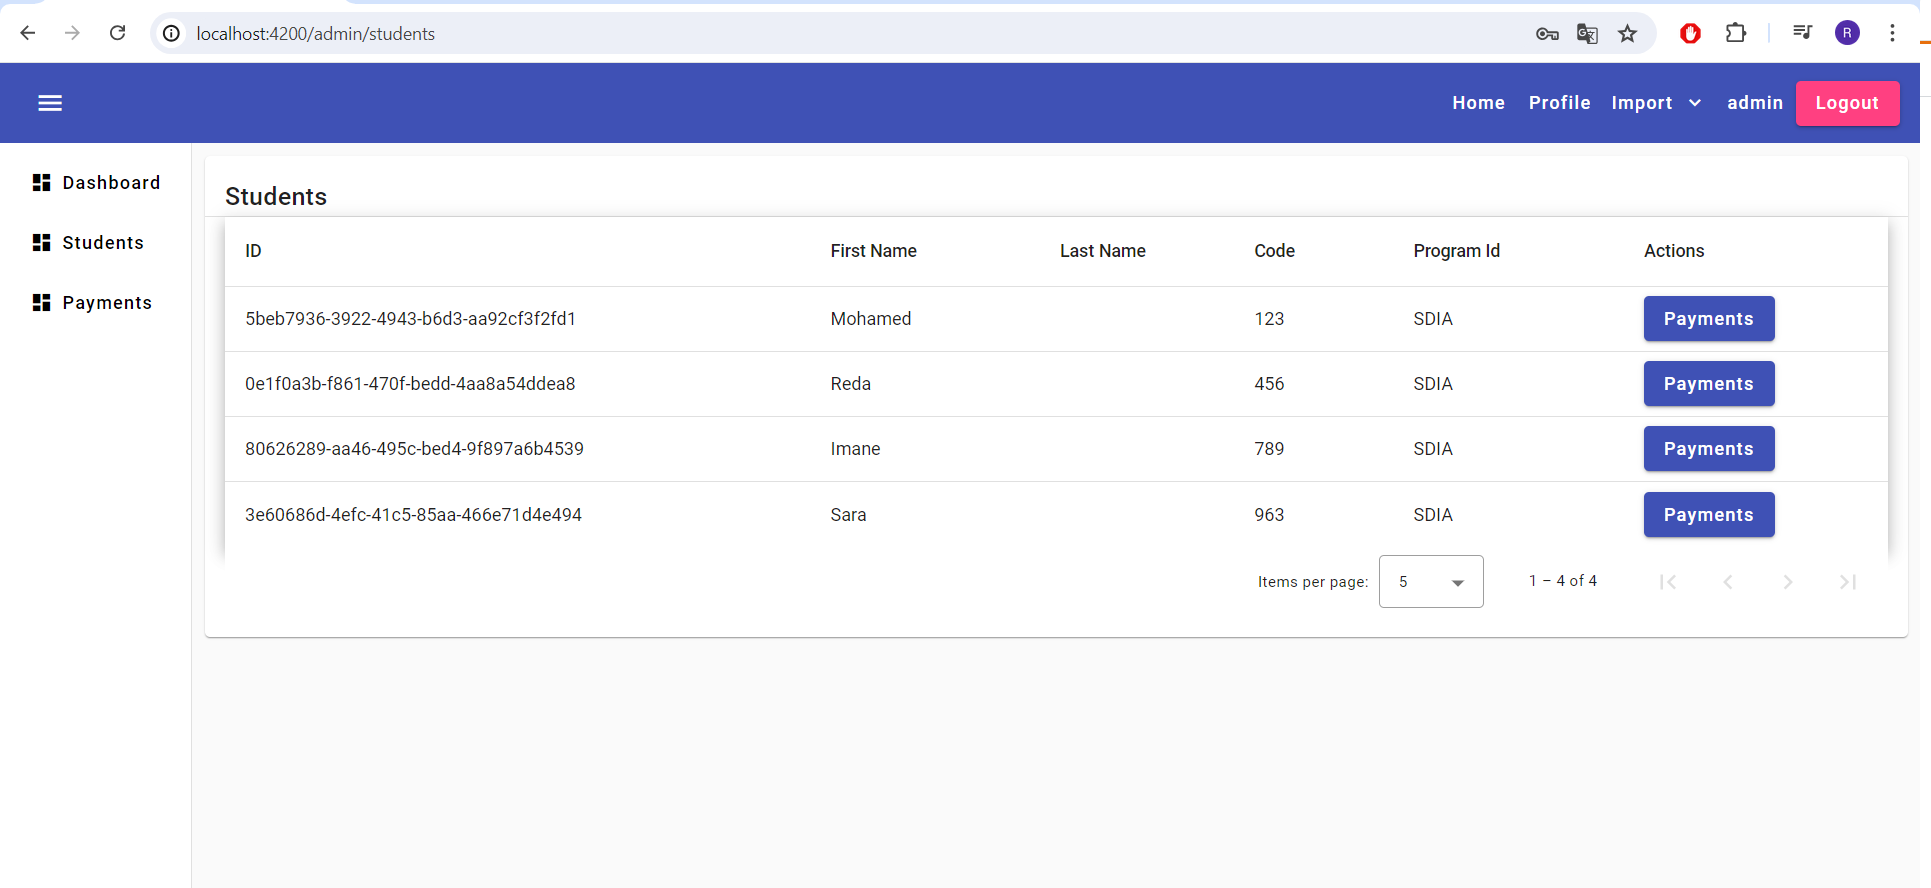 localhost:4200/admin/students
R
Home Profile Import admin Logout
Dashboard
Students
Payments
Students
ID First Name Last Name Code Program Id Actions
5beb7936-3922-4943-b6d3-aa92cf3f2fd1 Mohamed 123 SDIA Payments
0e1f0a3b-f861-470f-bedd-4aa8a54ddea8 Reda 456 SDIA Payments
80626289-aa46-495c-bed4-9f897a6b4539 Imane 789 SDIA Payments
3e60686d-4efc-41c5-85aa-466e71d4e494 Sara 963 SDIA Payments
Items per page: 5 1 – 4 of 4